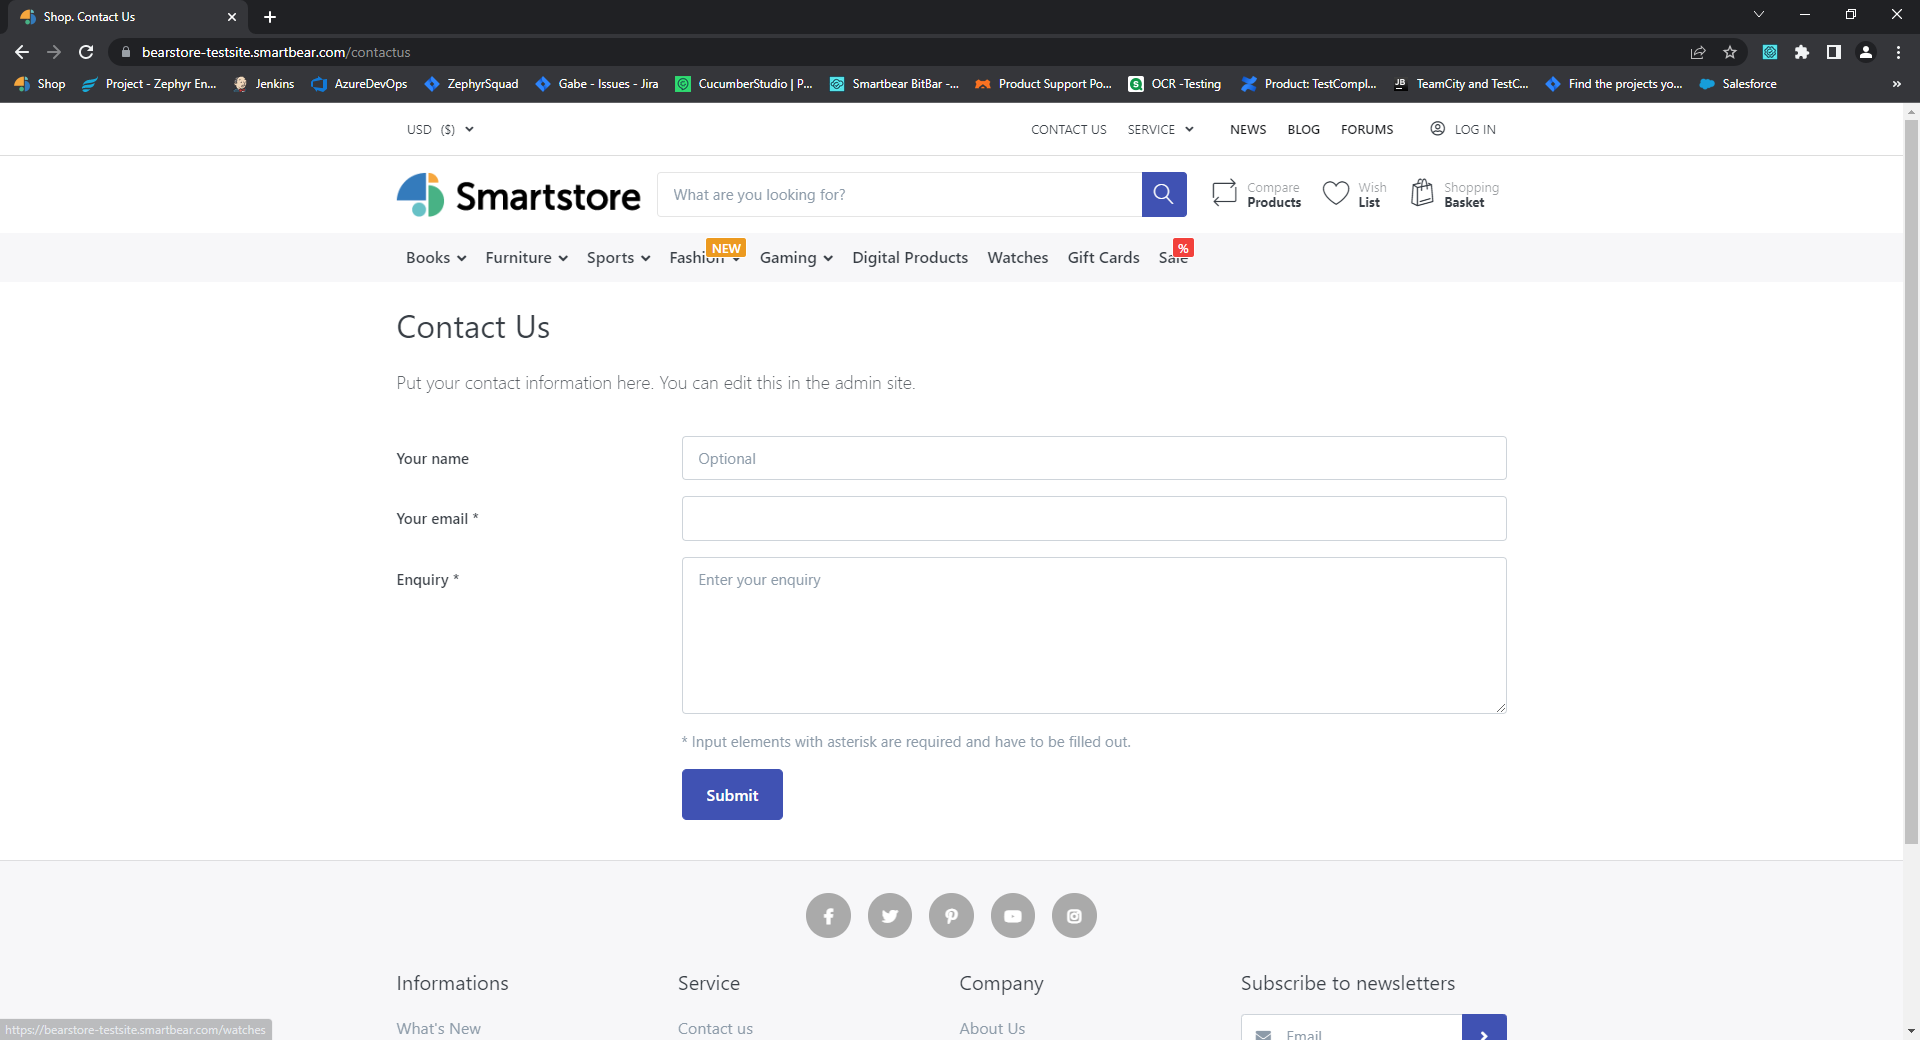 Shop. Contact Us
bearstore-testsite.smartbear.com/contactus
Shop Project - Zephyr En... Jenkins AzureDevOps ZephyrSquad Gabe - Issues - Jira CucumberStudio | P... Smartbear BitBar -... Product Support Po... OCR -Testing Product: TestCompl... TeamCity and TestC... Find the projects yo... Salesforce »
USD ($) CONTACT US SERVICE NEWS BLOG FORUMS LOG IN
Smartstore What are you looking for? Compare Products Wish List Shopping Basket
NEW %
Books Furniture Sports Fashion Gaming Digital Products Watches Gift Cards Sale
Contact Us
Put your contact information here. You can edit this in the admin site.
Your name Optional
Your email *
Enquiry * Enter your enquiry
* Input elements with asterisk are required and have to be filled out.
Submit
Informations Service Company Subscribe to newsletters
What's New Contact us About Us Email
https://bearstore-testsite.smartbear.com/watches